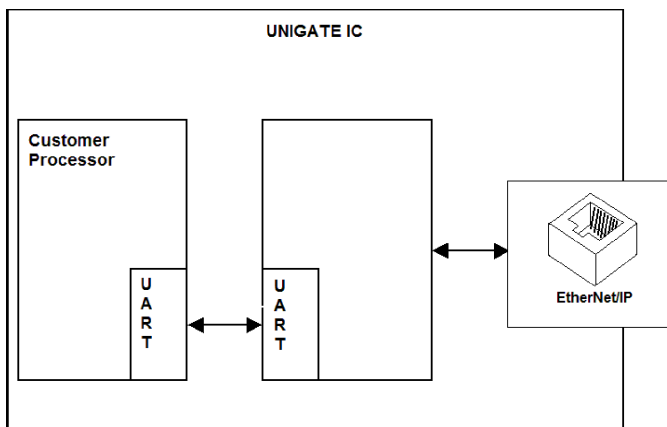 UNIGATE IC
Customer
Processor
U
A
R
T
U
A
R
T
EtherNet/IP